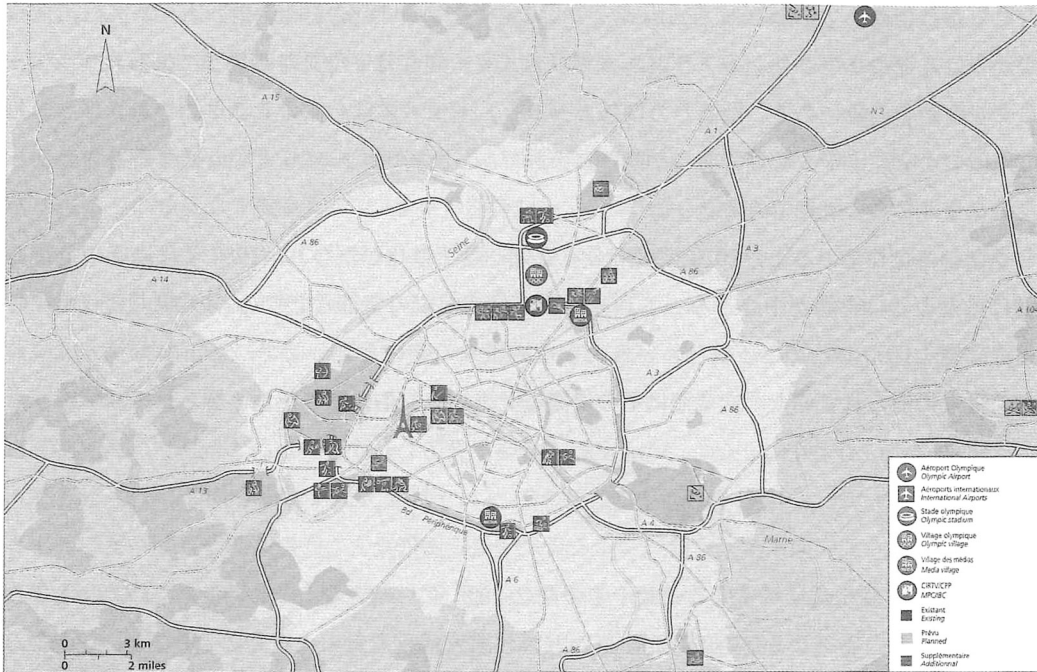 N
A 15
A 1
N 2
A 86
Seine
A 3
A 14
A 86
A 104
A 3
A 86
A 13
Bd Périphérique
A 4
Marne
A 86
A 6
A 86
0 3 km
0 2 miles
Aéroport Olympique
Olympic Airport
Aéroports internationaux
International Airports
Stade olympique
Olympic stadium
Village olympique
Olympic village
Village des médias
Media village
CIRTV/CPP
MPC/IBC
Existant
Existing
Prévu
Planned
Supplémentaire
Additionnal